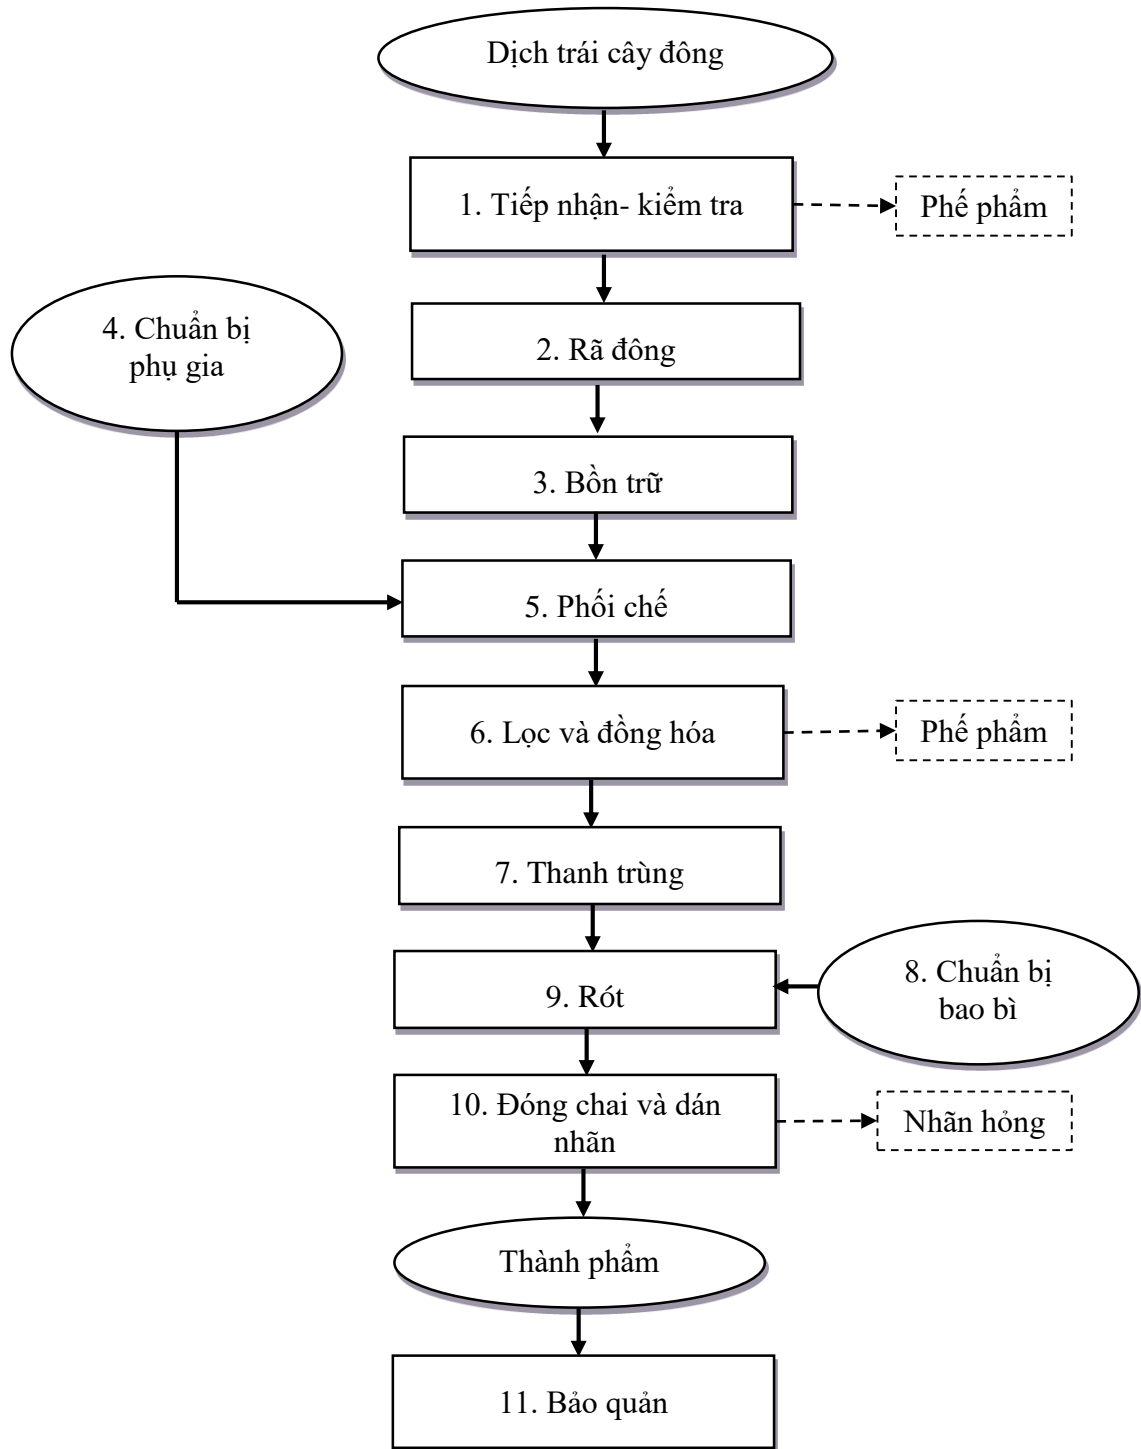 Dịch trái cây đông
1. Tiếp nhận- kiểm tra
Phế phẩm
2. Rã đông
4. Chuẩn bị
phụ gia
3. Bồn trữ
5. Phối chế
6. Lọc và đồng hóa
Phế phẩm
7. Thanh trùng
8. Chuẩn bị
bao bì
9. Rót
10. Đóng chai và dán
nhãn
Nhãn hỏng
Thành phẩm
11. Bảo quản